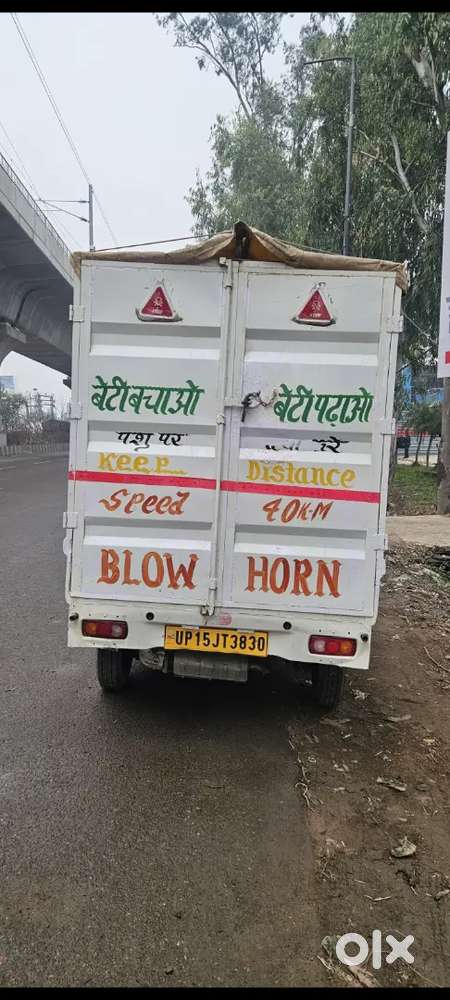 बेटी बचाओ बेटी पढ़ाओ
पशु पर
Keep Distance
Speed 40KM
BLOW HORN
UP15JT3830
olx